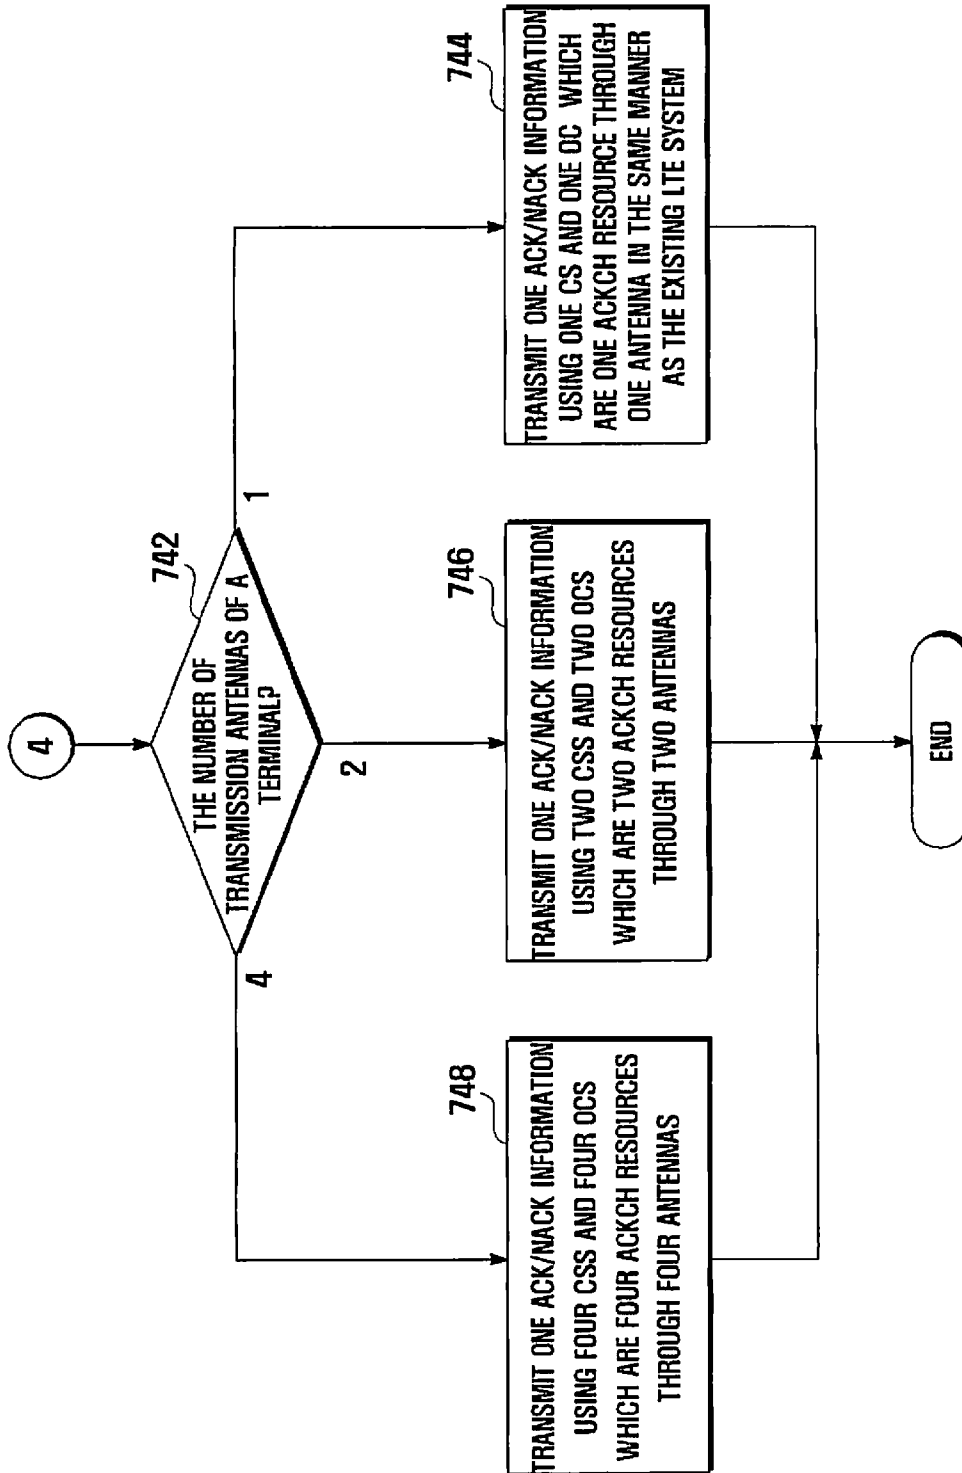 4
742
THE NUMBER OF
TRANSMISSION ANTENNAS OF A
TERMINAL?
4
2
1
748
TRANSMIT ONE ACK/NACK INFORMATION
USING FOUR CSS AND FOUR OCS
WHICH ARE FOUR ACKCH RESOURCES
THROUGH FOUR ANTENNAS
746
TRANSMIT ONE ACK/NACK INFORMATION
USING TWO CSS AND TWO OCS
WHICH ARE TWO ACKCH RESOURCES
THROUGH TWO ANTENNAS
744
TRANSMIT ONE ACK/NACK INFORMATION
USING ONE CS AND ONE OC WHICH
ARE ONE ACKCH RESOURCE THROUGH
ONE ANTENNA IN THE SAME MANNER
AS THE EXISTING LTE SYSTEM
END